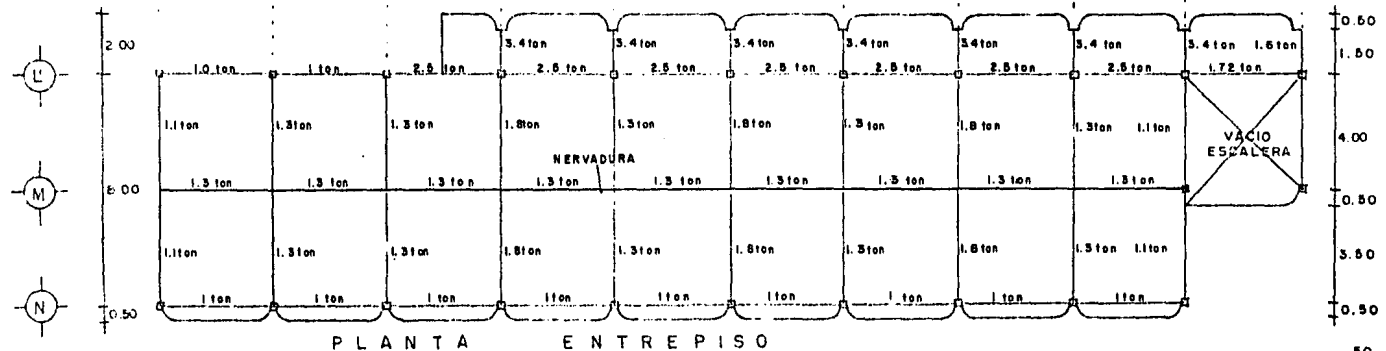 0.50
2.00 3.4 ton 3.4 ton 3.4 ton 3.4 ton 3.4 ton 3.4 ton 3.4 ton 1.6 ton 1.50
L' 1.0 ton 1 ton 2.5 ton 2.5 ton 2.5 ton 2.5 ton 2.5 ton 2.5 ton 2.5 ton 1.72 ton
1.1 ton 1.3 ton 1.3 ton 1.8 ton 1.3 ton 1.8 ton 1.3 ton 1.8 ton 1.3 ton 1.1 ton VACIO 4.00
ESCALERA
NERVADURA
M 8.00 1.3 ton 1.3 ton 1.3 ton 1.3 ton 1.3 ton 1.3 ton 1.3 ton 1.3 ton 1.3 ton 0.50
1.1 ton 1.3 ton 1.3 ton 1.8 ton 1.3 ton 1.8 ton 1.3 ton 1.8 ton 1.3 ton 1.1 ton 3.50
N 0.50 1 ton 1 ton 1 ton 1 ton 1 ton 1 ton 1 ton 1 ton 1 ton 0.50
PLANTA ENTREPISO
.50